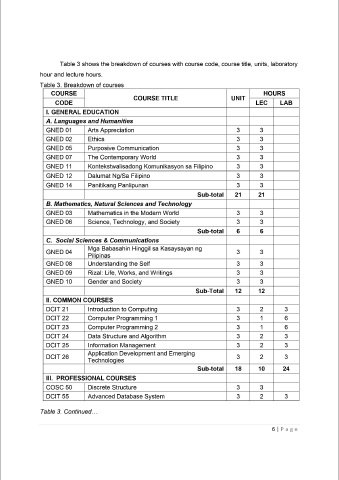 Table 3 shows the breakdown of courses with course code, course title, units, laboratory
hour and lecture hours.
Table 3. Breakdown of courses
COURSE CODE COURSE TITLE UNIT HOURS
LEC LAB
I. GENERAL EDUCATION
A. Languages and Humanities
GNED 01 Arts Appreciation 3 3
GNED 02 Ethics 3 3
GNED 05 Purposive Communication 3 3
GNED 07 The Contemporary World 3 3
GNED 11 Kontekstwalisadong Komunikasyon sa Filipino 3 3
GNED 12 Dalumat Ng/Sa Filipino 3 3
GNED 14 Panitikang Panlipunan 3 3
Sub-total 21 21
B. Mathematics, Natural Sciences and Technology
GNED 03 Mathematics in the Modern World 3 3
GNED 06 Science, Technology, and Society 3 3
Sub-total 6 6
C. Social Sciences & Communications
GNED 04 Mga Babasahin Hinggil sa Kasaysayan ng
Pilipinas 3 3
GNED 08 Understanding the Self 3 3
GNED 09 Rizal: Life, Works, and Writings 3 3
GNED 10 Gender and Society 3 3
Sub-Total 12 12
II. COMMON COURSES
DCIT 21 Introduction to Computing 3 2 3
DCIT 22 Computer Programming 1 3 1 6
DCIT 23 Computer Programming 2 3 1 6
DCIT 24 Data Structure and Algorithm 3 2 3
DCIT 25 Information Management 3 2 3
DCIT 26 Application Development and Emerging
Technologies 3 2 3
Sub-total 18 10 24
III. PROFESSIONAL COURSES
COSC 50 Discrete Structure 3 3
DCIT 55 Advanced Database System 3 2 3
Table 3. Continued…
6 | P a g e